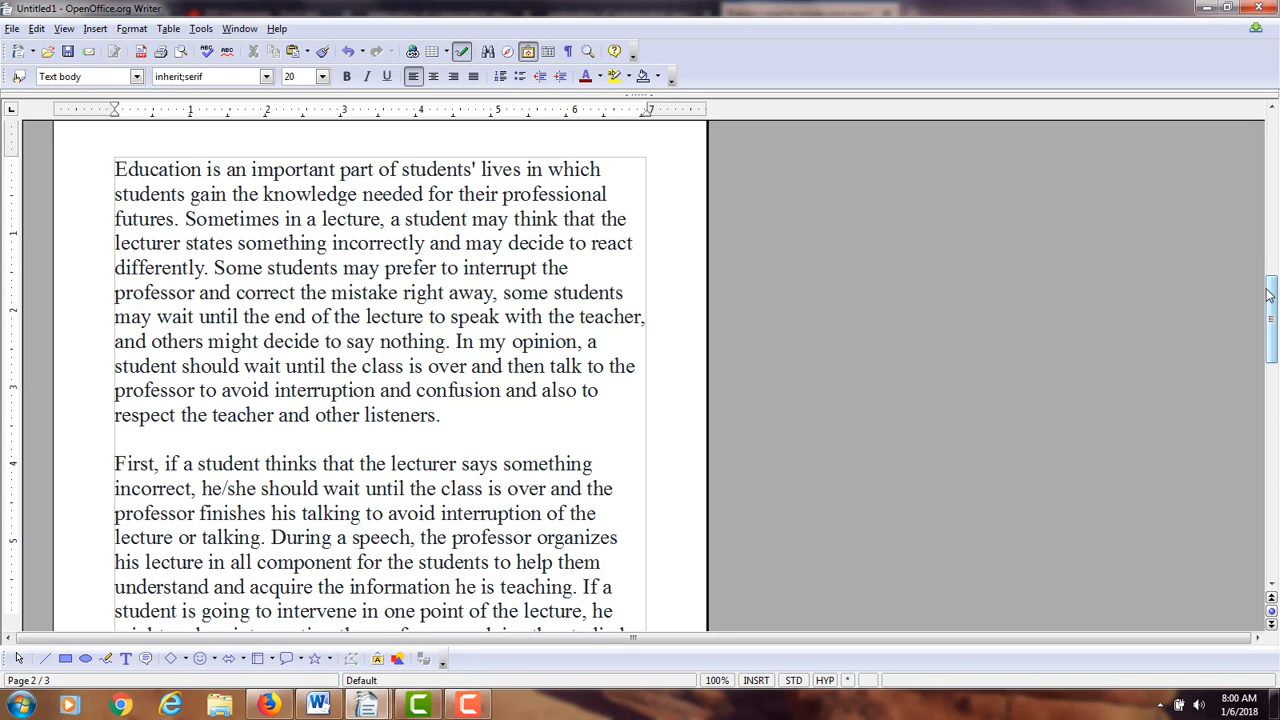 Untitled1 - OpenOffice.org Writer
File Edit View Insert Format Table Tools Window Help
Text body inherit;serif 20
1 2 3 4 5 6 7
Education is an important part of students' lives in which
students gain the knowledge needed for their professional
futures. Sometimes in a lecture, a student may think that the
lecturer states something incorrectly and may decide to react
differently. Some students may prefer to interrupt the
professor and correct the mistake right away, some students
may wait until the end of the lecture to speak with the teacher,
and others might decide to say nothing. In my opinion, a
student should wait until the class is over and then talk to the
professor to avoid interruption and confusion and also to
respect the teacher and other listeners.
First, if a student thinks that the lecturer says something
incorrect, he/she should wait until the class is over and the
professor finishes his talking to avoid interruption of the
lecture or talking. During a speech, the professor organizes
his lecture in all component for the students to help them
understand and acquire the information he is teaching. If a
student is going to intervene in one point of the lecture, he
Page 2 / 3 Default 100% INSRT STD HYP *
8:00 AM
1/6/2018